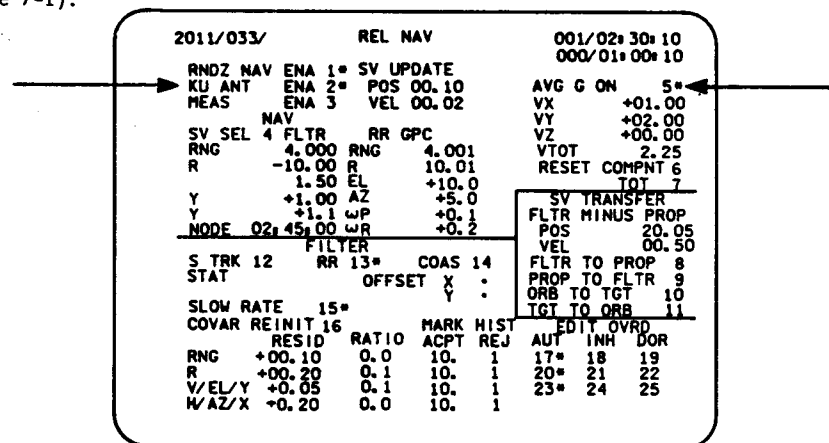 e 7-1).
2011/033/ REL NAV 001/02:30:10
000/01:00:10
RNDZ NAV ENA 1* SV UPDATE
KU ANT ENA 2* POS 00.10 AVG G ON 5*
MEAS ENA 3 VEL 00.02 VX +01.00
NAV VY +02.00
SV SEL 4 FLTR RR GPC VZ +00.00
RNG 4.000 RNG 4.001 VTOT 2.25
R -10.00 R 10.01 RESET COMPNT 6
1.50 EL +10.0 TOT 7
Y +1.00 AZ +5.0 SV TRANSFER
Y +1.1 ωP +0.1 FLTR MINUS PROP
NODE 02:45:00 ωR +0.2 POS 20.05
FILTER VEL 00.50
S TRK 12 RR 13* COAS 14 FLTR TO PROP 8
STAT OFFSET X . PROP TO FLTR 9
Y . ORB TO TGT 10
SLOW RATE 15* TGT TO ORB 11
COVAR REINIT 16 MARK HIST EDIT OVRD
RESID RATIO ACPT REJ AUT INH DOR
RNG +00.10 0.0 10. 1 17* 18 19
R +00.20 0.1 10. 1 20* 21 22
V/EL/Y +0.05 0.1 10. 1 23* 24 25
H/AZ/X +0.20 0.0 10. 1